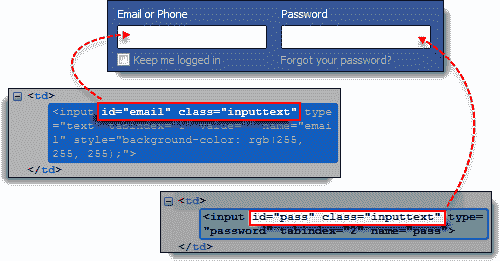 Email or Phone
Password
Keep me logged in
Forgot your password?
<td>
<input id="email" class="inputtext" type=
"text" tabindex="1" value="" name="emai
l" style="background-color: rgb(255,
255, 255);">
</td>
<td>
<input id="pass" class="inputtext" type=
"password" tabindex="2" name="pass">
</td>